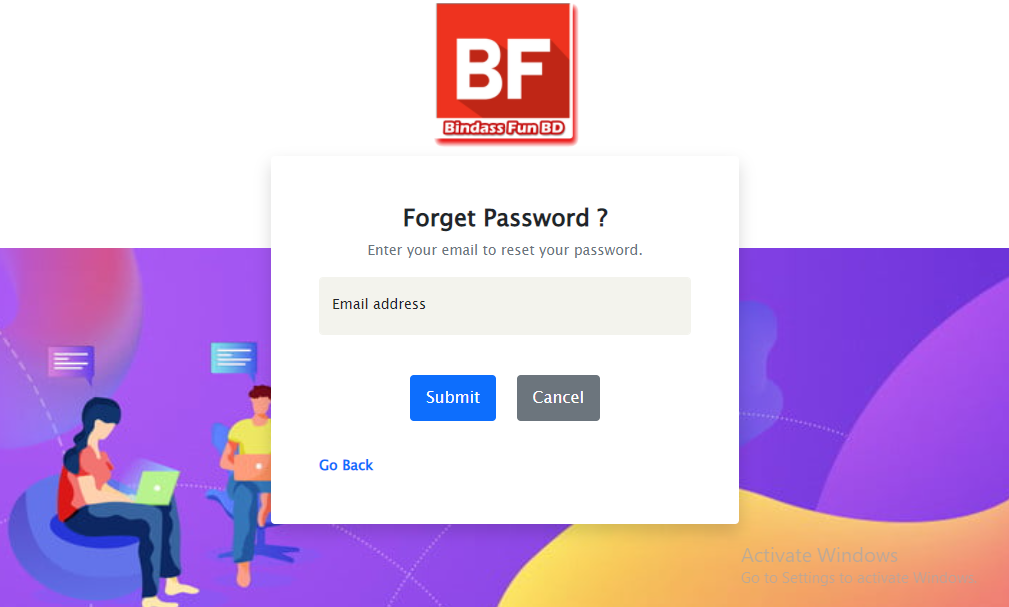 BF
Bindass Fun BD
Forget Password ?
Enter your email to reset your password.
Email address
Submit
Cancel
Go Back
Activate Windows
Go to Settings to activate Windows.